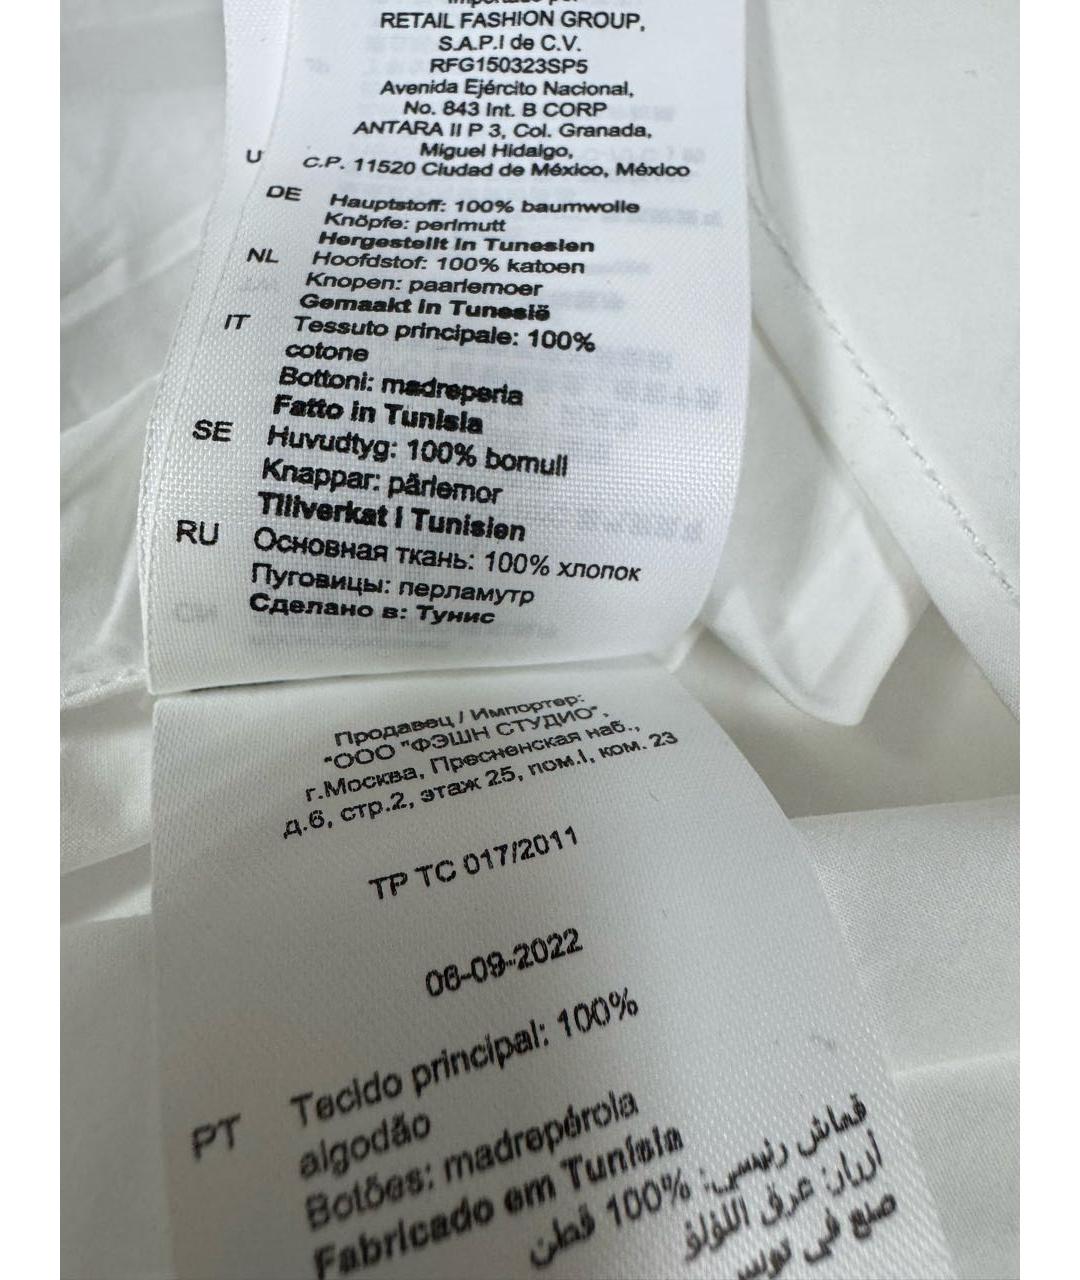 Importado por
RETAIL FASHION GROUP,
S.A.P.I de C.V.
RFG150323SP5
Avenida Ejército Nacional,
No. 843 Int. B CORP
ANTARA II P 3, Col. Granada,
Miguel Hidalgo,
C.P. 11520 Ciudad de México, México
U
DE Hauptstoff: 100% baumwolle
Knöpfe: perlmutt
Hergestellt in Tunesien
NL Hoofdstof: 100% katoen
Knopen: paarlemoer
Gemaakt in Tunesië
IT Tessuto principale: 100%
cotone
Bottoni: madreperla
Fatto in Tunisia
SE Huvudtyg: 100% bomull
Knappar: pärlemor
Tillverkat i Tunisien
RU Основная ткань: 100% хлопок
Пуговицы: перламутр
Сделано в: Тунис
Продавец / Импортер:
"ООО "ФЭШН СТУДИО",
г.Москва, Пресненская наб.,
д.6, стр.2, этаж 25, пом.I, ком. 23
ТР ТС 017/2011
06-09-2022
PT Tecido principal: 100%
algodão
Botões: madrepérola
Fabricado em Tunísia
قماش رئيسي: 100% قطن
أزرار: عرق اللؤلؤ
صنع في تونس